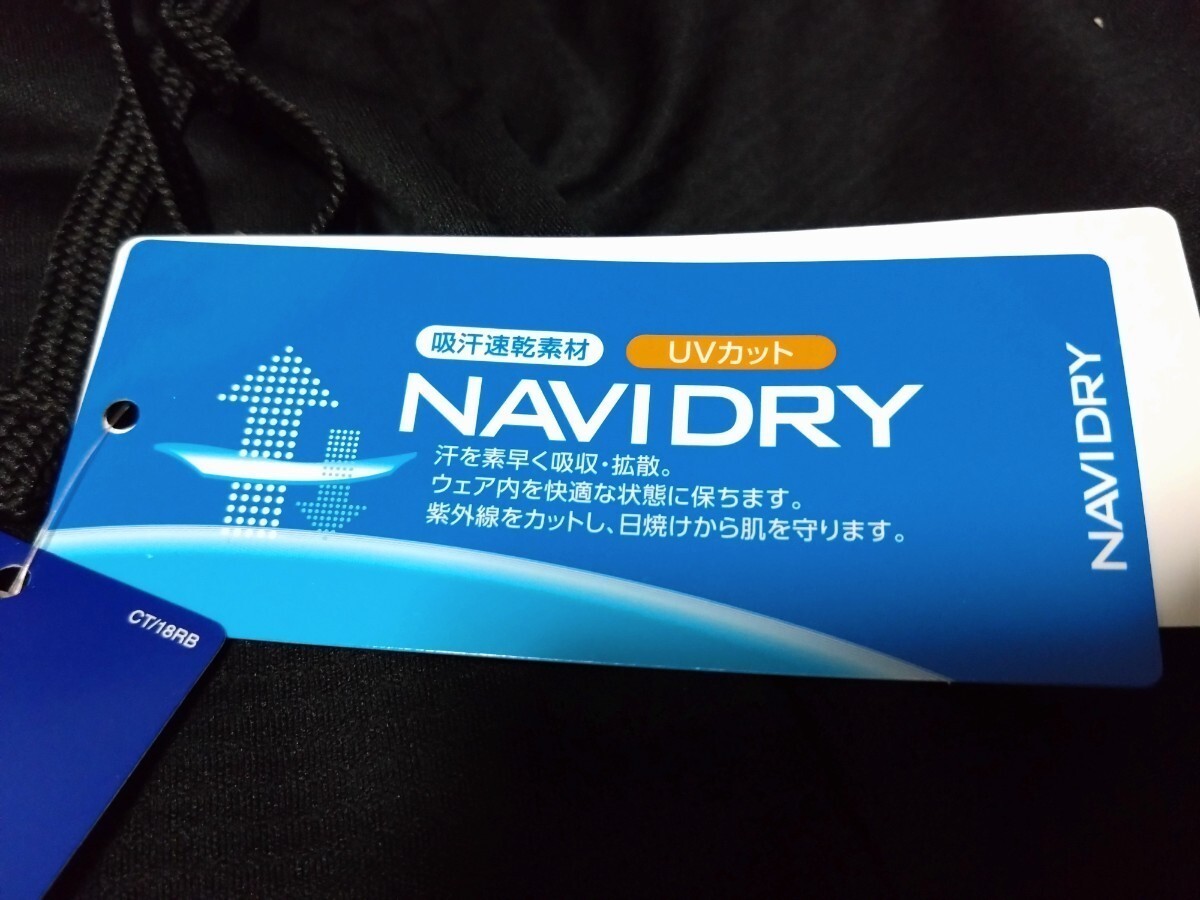 吸汗速乾素材 UVカット
NAVIDRY
汗を素早く吸収・拡散。
ウェア内を快適な状態に保ちます。
紫外線をカットし、日焼けから肌を守ります。
NAVIDRY
CT/18RB